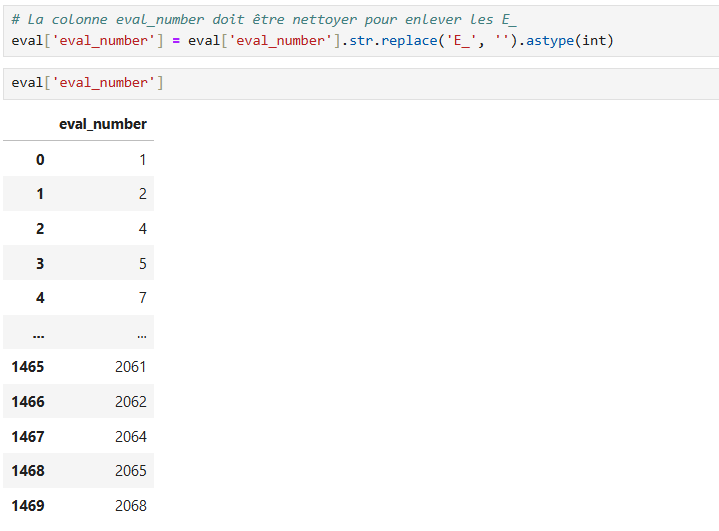 # La colonne eval_number doit être nettoyer pour enlever les E_
eval['eval_number'] = eval['eval_number'].str.replace('E_', '').astype(int)
eval['eval_number']
eval_number
0 1
1 2
2 4
3 5
4 7
... ...
1465 2061
1466 2062
1467 2064
1468 2065
1469 2068